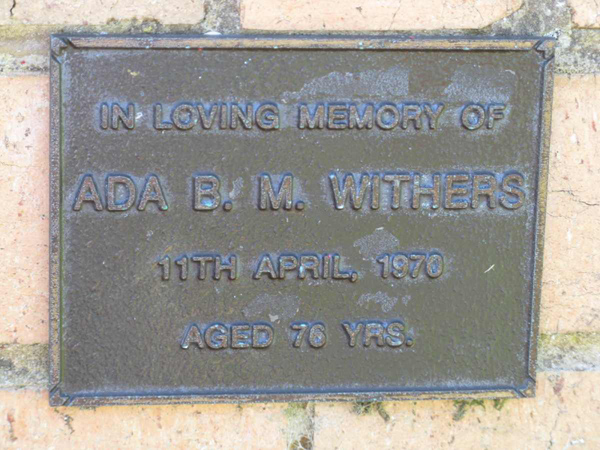 IN LOVING MEMORY OF
ADA B. M. WITHERS
11TH APRIL, 1970
AGED 76 YRS.